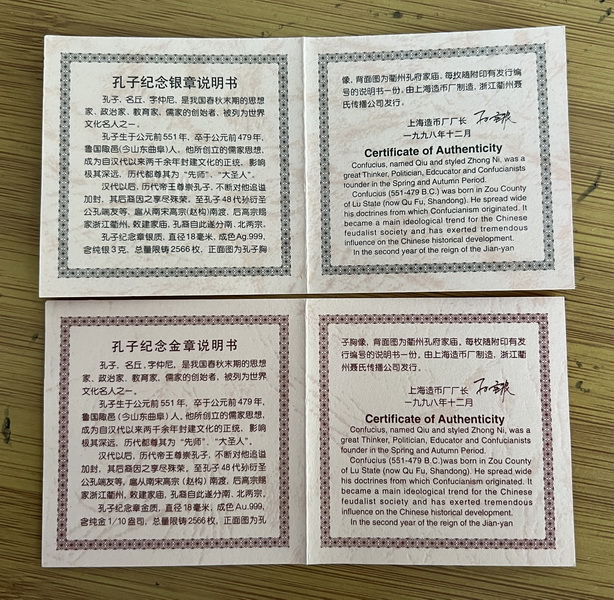 孔子纪念银章说明书
孔子，名丘，字仲尼，是我国春秋末期的思想
家、政治家、教育家，儒家的创始者，被列为世界
文化名人之一。
孔子生于公元前551年，卒于公元前479年，
鲁国陬邑(今山东曲阜)人。他所创立的儒家思想，
成为自汉代以来两千余年封建文化的正统，影响
极其深远，历代都尊其为“先师”、“大圣人”。
汉代以后，历代帝王尊崇孔子，不断对他追谥
加封，其后裔因之享尽殊荣。至孔子48代孙衍圣
公孔端友等，扈从南宋高宗(赵构)南渡，后高宗赐
家浙江衢州，敕建家庙，孔裔自此遂分南、北两宗。
孔子纪念章银质，直径18毫米，成色Ag.999，
含纯银3克，总量限铸2566枚。正面图为孔子胸
像，背面图为衢州孔府家庙。每枚随附印有发行编
号的说明书一份。由上海造币厂制造，浙江衢州聂
氏传播公司发行。
上海造币厂厂长
一九九八年十二月
Certificate of Authenticity
Confucius, named Qiu and styled Zhong Ni, was a
great Thinker, Politician, Edcucator and Confucianists
founder in the Spring and Autumn Period.
Confucius (551-479 B.C.) was born in Zou County
of Lu State (now Qu Fu, Shandong). He spread wide
his doctrines from which Confucianism originated. It
became a main ideological trend for the Chinese
feudalist society and has exerted tremendous
influence on the Chinese historical development.
In the second year of the reign of the Jian-yan
孔子纪念金章说明书
孔子，名丘，字仲尼，是我国春秋末期的思想
家、政治家、教育家，儒家的创始者，被列为世界
文化名人之一。
孔子生于公元前551年，卒于公元前479年，
鲁国陬邑(今山东曲阜)人。他所创立的儒家思想，
成为自汉代以来两千余年封建文化的正统，影响
极其深远，历代都尊其为“先师”、“大圣人”。
汉代以后，历代帝王尊崇孔子，不断对他追谥
加封，其后裔因之享尽殊荣。至孔子48代孙衍圣
公孔端友等，扈从南宋高宗(赵构)南渡，后高宗赐
家浙江衢州，敕建家庙，孔裔自此遂分南、北两宗。
孔子纪念章金质，直径18毫米，成色Au.999，
含纯金1/10盎司，总量限铸2566枚。正面图为孔
子胸像，背面图为衢州孔府家庙。每枚随附印有发
行编号的说明书一份。由上海造币厂制造，浙江衢
州聂氏传播公司发行。
上海造币厂厂长
一九九八年十二月
Certificate of Authenticity
Confucius, named Qiu and styled Zhong Ni, was a
great Thinker, Politician, Educator and Confucianists
founder in the Spring and Autumn Period.
Confucius (551-479 B.C.)was born in Zou County
of Lu State (now Qu Fu, Shandong). He spread wide
his doctrines from which Confucianism originated. It
became a main ideological trend for the Chinese
feudalist society and has exerted tremendous
influence on the Chinese historical development.
In the second year of the reign of the Jian-yan